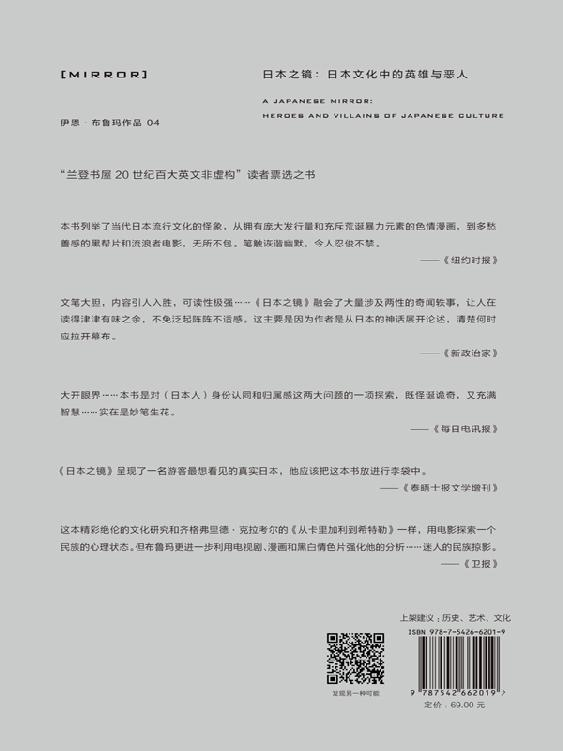 [MIRROR]
日本之镜：日本文化中的英雄与恶人
A JAPANESE MIRROR:
HEROES AND VILLAINS OF JAPANESE CULTURE
伊恩·布鲁玛作品 04
“兰登书屋 20 世纪百大英文非虚构”读者票选之书
本书列举了当代日本流行文化的怪象，从拥有庞大发行量和充斥荒诞暴力元素的色情漫画，到多愁
善感的黑帮片和流浪者电影，无所不包。笔触诙谐幽默，令人忍俊不禁。
——《纽约时报》
文笔大胆，内容引人入胜，可读性极强……《日本之镜》融会了大量涉及两性的奇闻轶事，让人在
读得津津有味之余，不免泛起阵阵不适感，这主要是因为作者是从日本的神话展开论述，清楚何时
应拉开幕布。
——《新政治家》
大开眼界……本书是对（日本人）身份认同和归属感这两大问题的一项探索，既怪诞诡奇，又充满
智慧……实在是妙笔生花。
——《每日电讯报》
《日本之镜》呈现了一名游客最想看见的真实日本，他应该把这本书放进行李袋中。
——《泰晤士报文学增刊》
这本精彩绝伦的文化研究和齐格弗里德·克拉考尔的《从卡里加利到希特勒》一样，用电影探索一个
民族的心理状态。但布鲁玛更进一步利用电视剧、漫画和黑白情色片强化他的分析……迷人的民族掠影。
——《卫报》
上架建议：历史、艺术、文化
ISBN 978-7-5426-6201-9
发现另一种可能
9 787542 662019 >
定价：69.00 元